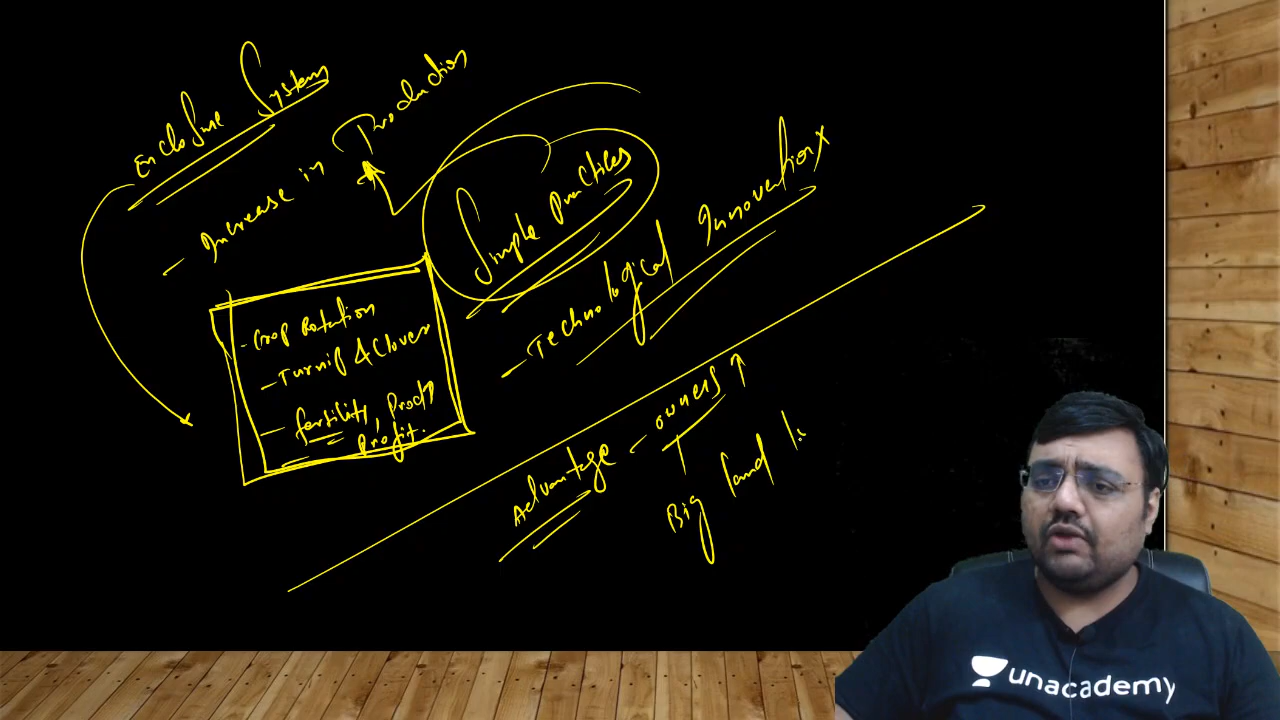 Enclosure System
- Increase in Production
Simple Practices
- Technological Innovation x
- Crop Rotation
- Turnip & Clover
- fertility, prodn
profit.
Advantage - owners ↑
Big land
unacademy